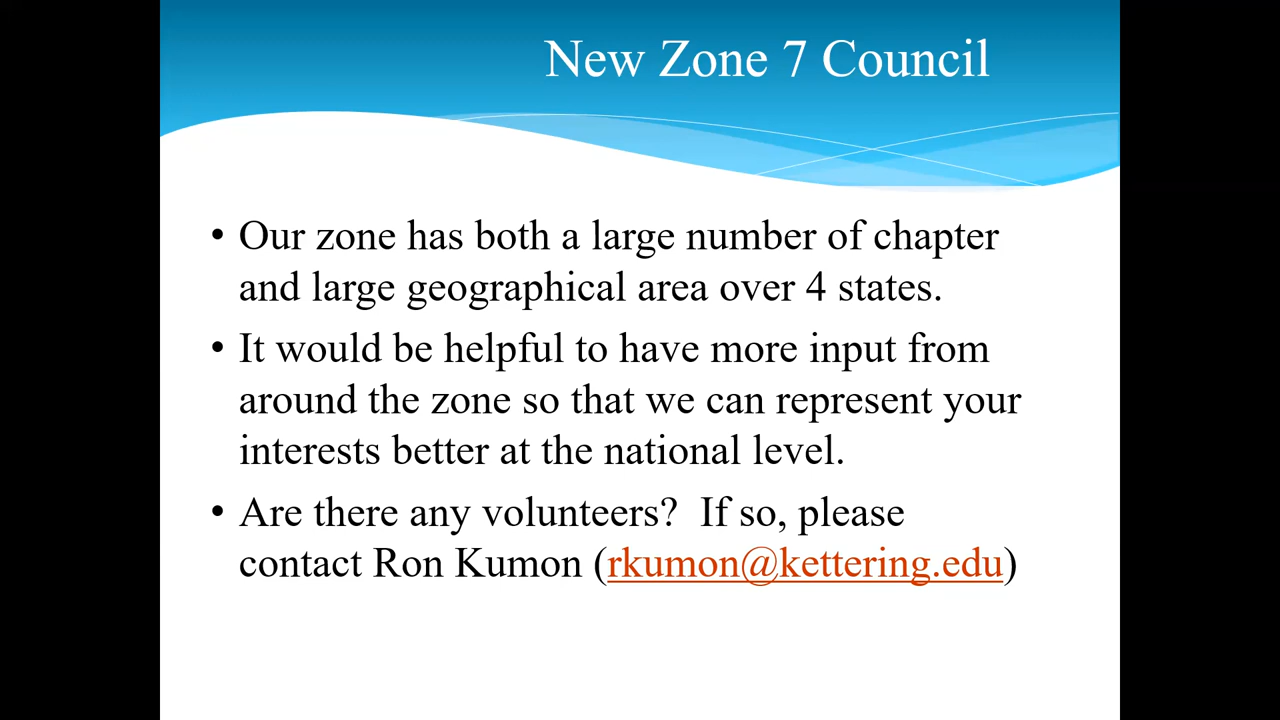 New Zone 7 Council
• Our zone has both a large number of chapter
and large geographical area over 4 states.
• It would be helpful to have more input from
around the zone so that we can represent your
interests better at the national level.
• Are there any volunteers?  If so, please
contact Ron Kumon (rkumon@kettering.edu)